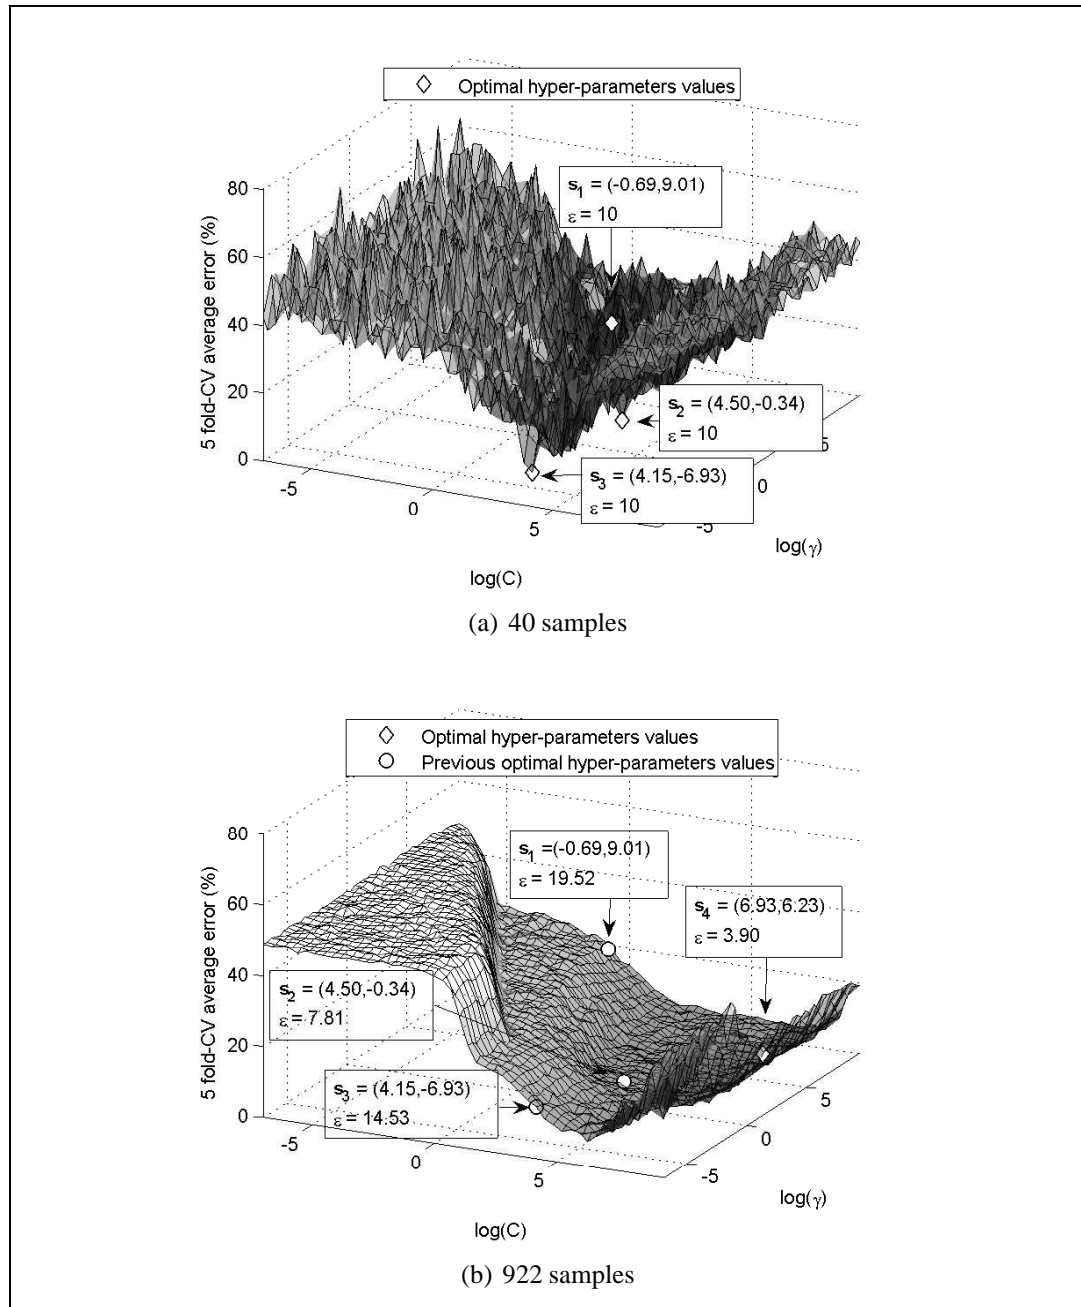 Optimal hyper-parameters values
s1 = (-0.69,9.01)
ε = 10
s2 = (4.50,-0.34)
ε = 10
s3 = (4.15,-6.93)
ε = 10
5 fold-CV average error (%)
80
60
40
20
0
-5
0
5
log(C)
-5
0
5
log(γ)
(a) 40 samples
Optimal hyper-parameters values
Previous optimal hyper-parameters values
s1 =(-0.69,9.01)
ε = 19.52
s4 = (6.93,6.23)
ε = 3.90
s2 = (4.50,-0.34)
ε = 7.81
s3 = (4.15,-6.93)
ε = 14.53
5 fold-CV average error (%)
80
60
40
20
0
-5
0
5
log(C)
-5
0
5
log(γ)
(b) 922 samples